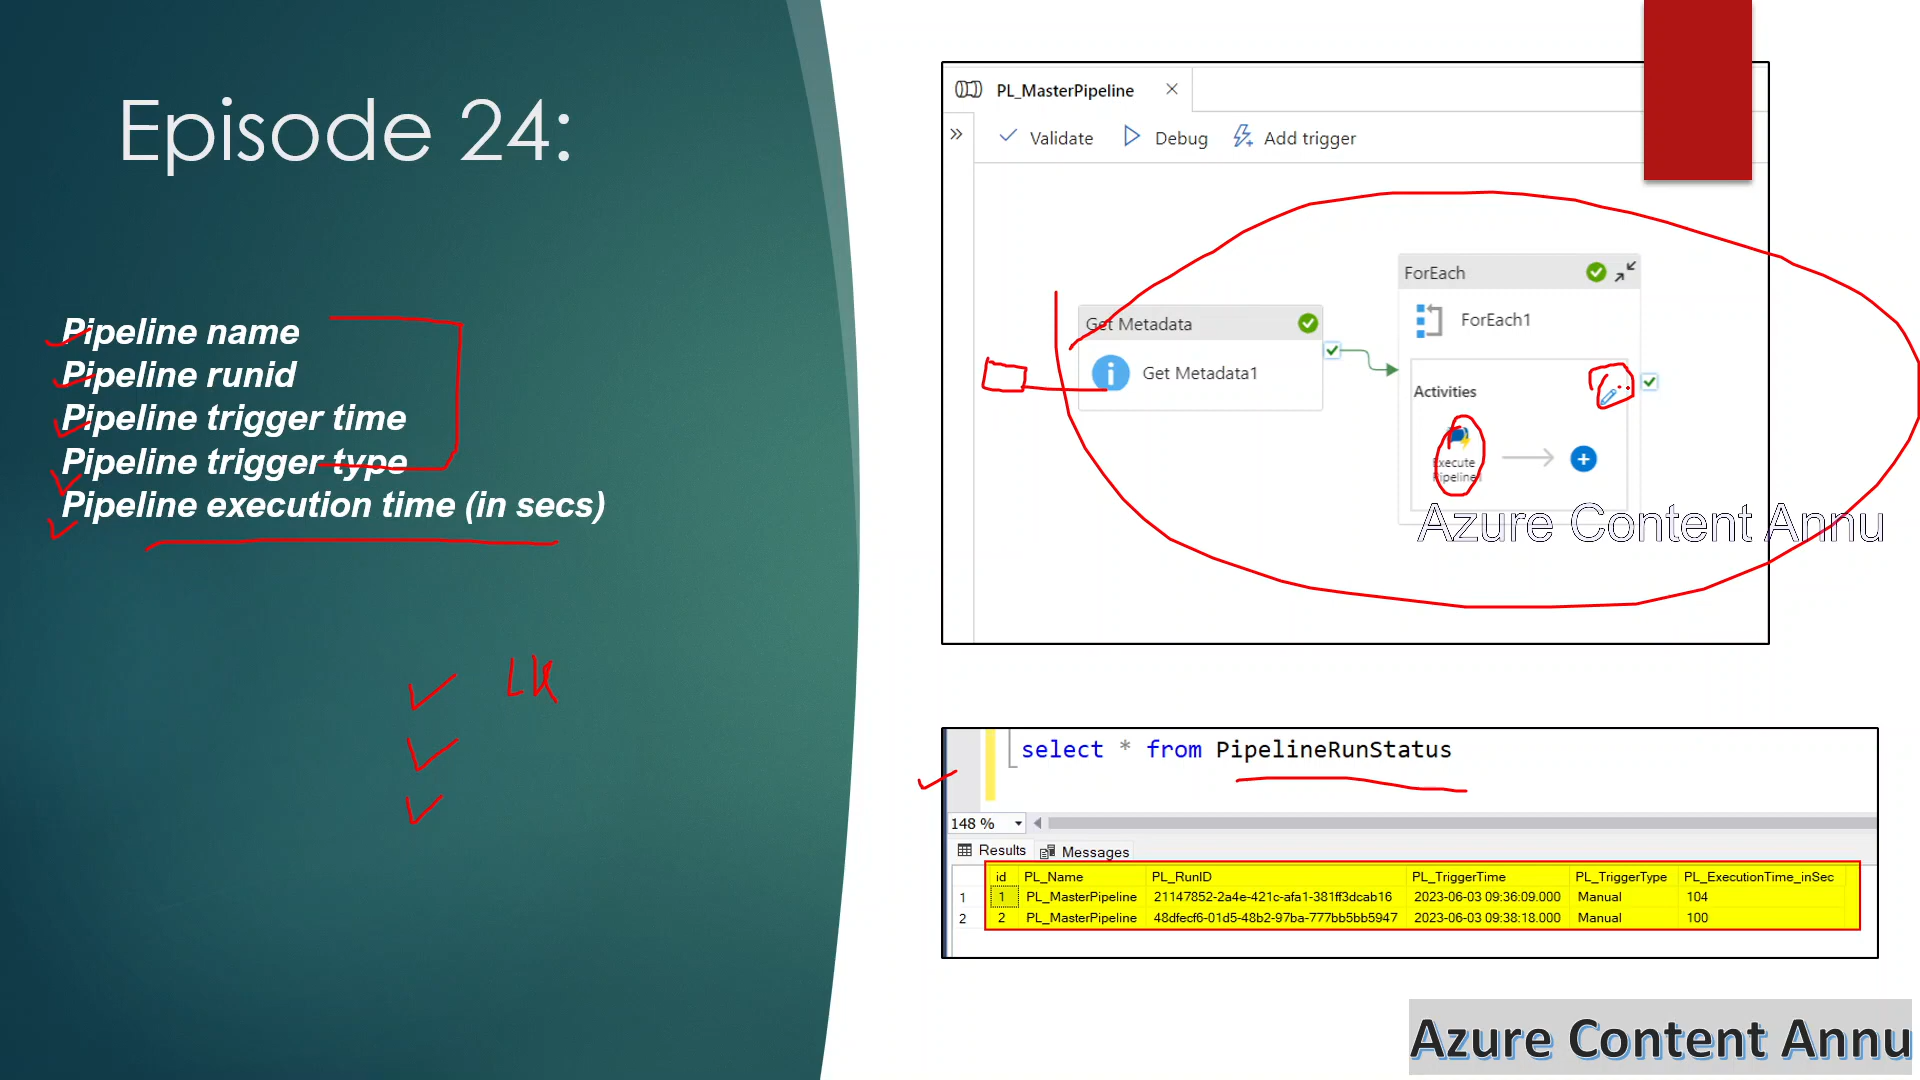 Episode 24:
Pipeline name
Pipeline runid
Pipeline trigger time
Pipeline trigger type
Pipeline execution time (in secs)
PL_MasterPipeline
Validate
Debug
Add trigger
Get Metadata
Get Metadata1
ForEach
ForEach1
Activities
Execute
Pipeline
Azure Content Annu
select * from PipelineRunStatus
148 %
Results
Messages
id PL_Name PL_RunID PL_TriggerTime PL_TriggerType PL_ExecutionTime_inSec
1 1 PL_MasterPipeline 21147852-2a4e-421c-afa1-381ff3dcab16 2023-06-03 09:36:09.000 Manual 104
2 2 PL_MasterPipeline 48dfecf6-01d5-48b2-97ba-777bb5bb5947 2023-06-03 09:38:18.000 Manual 100
Azure Content Annu